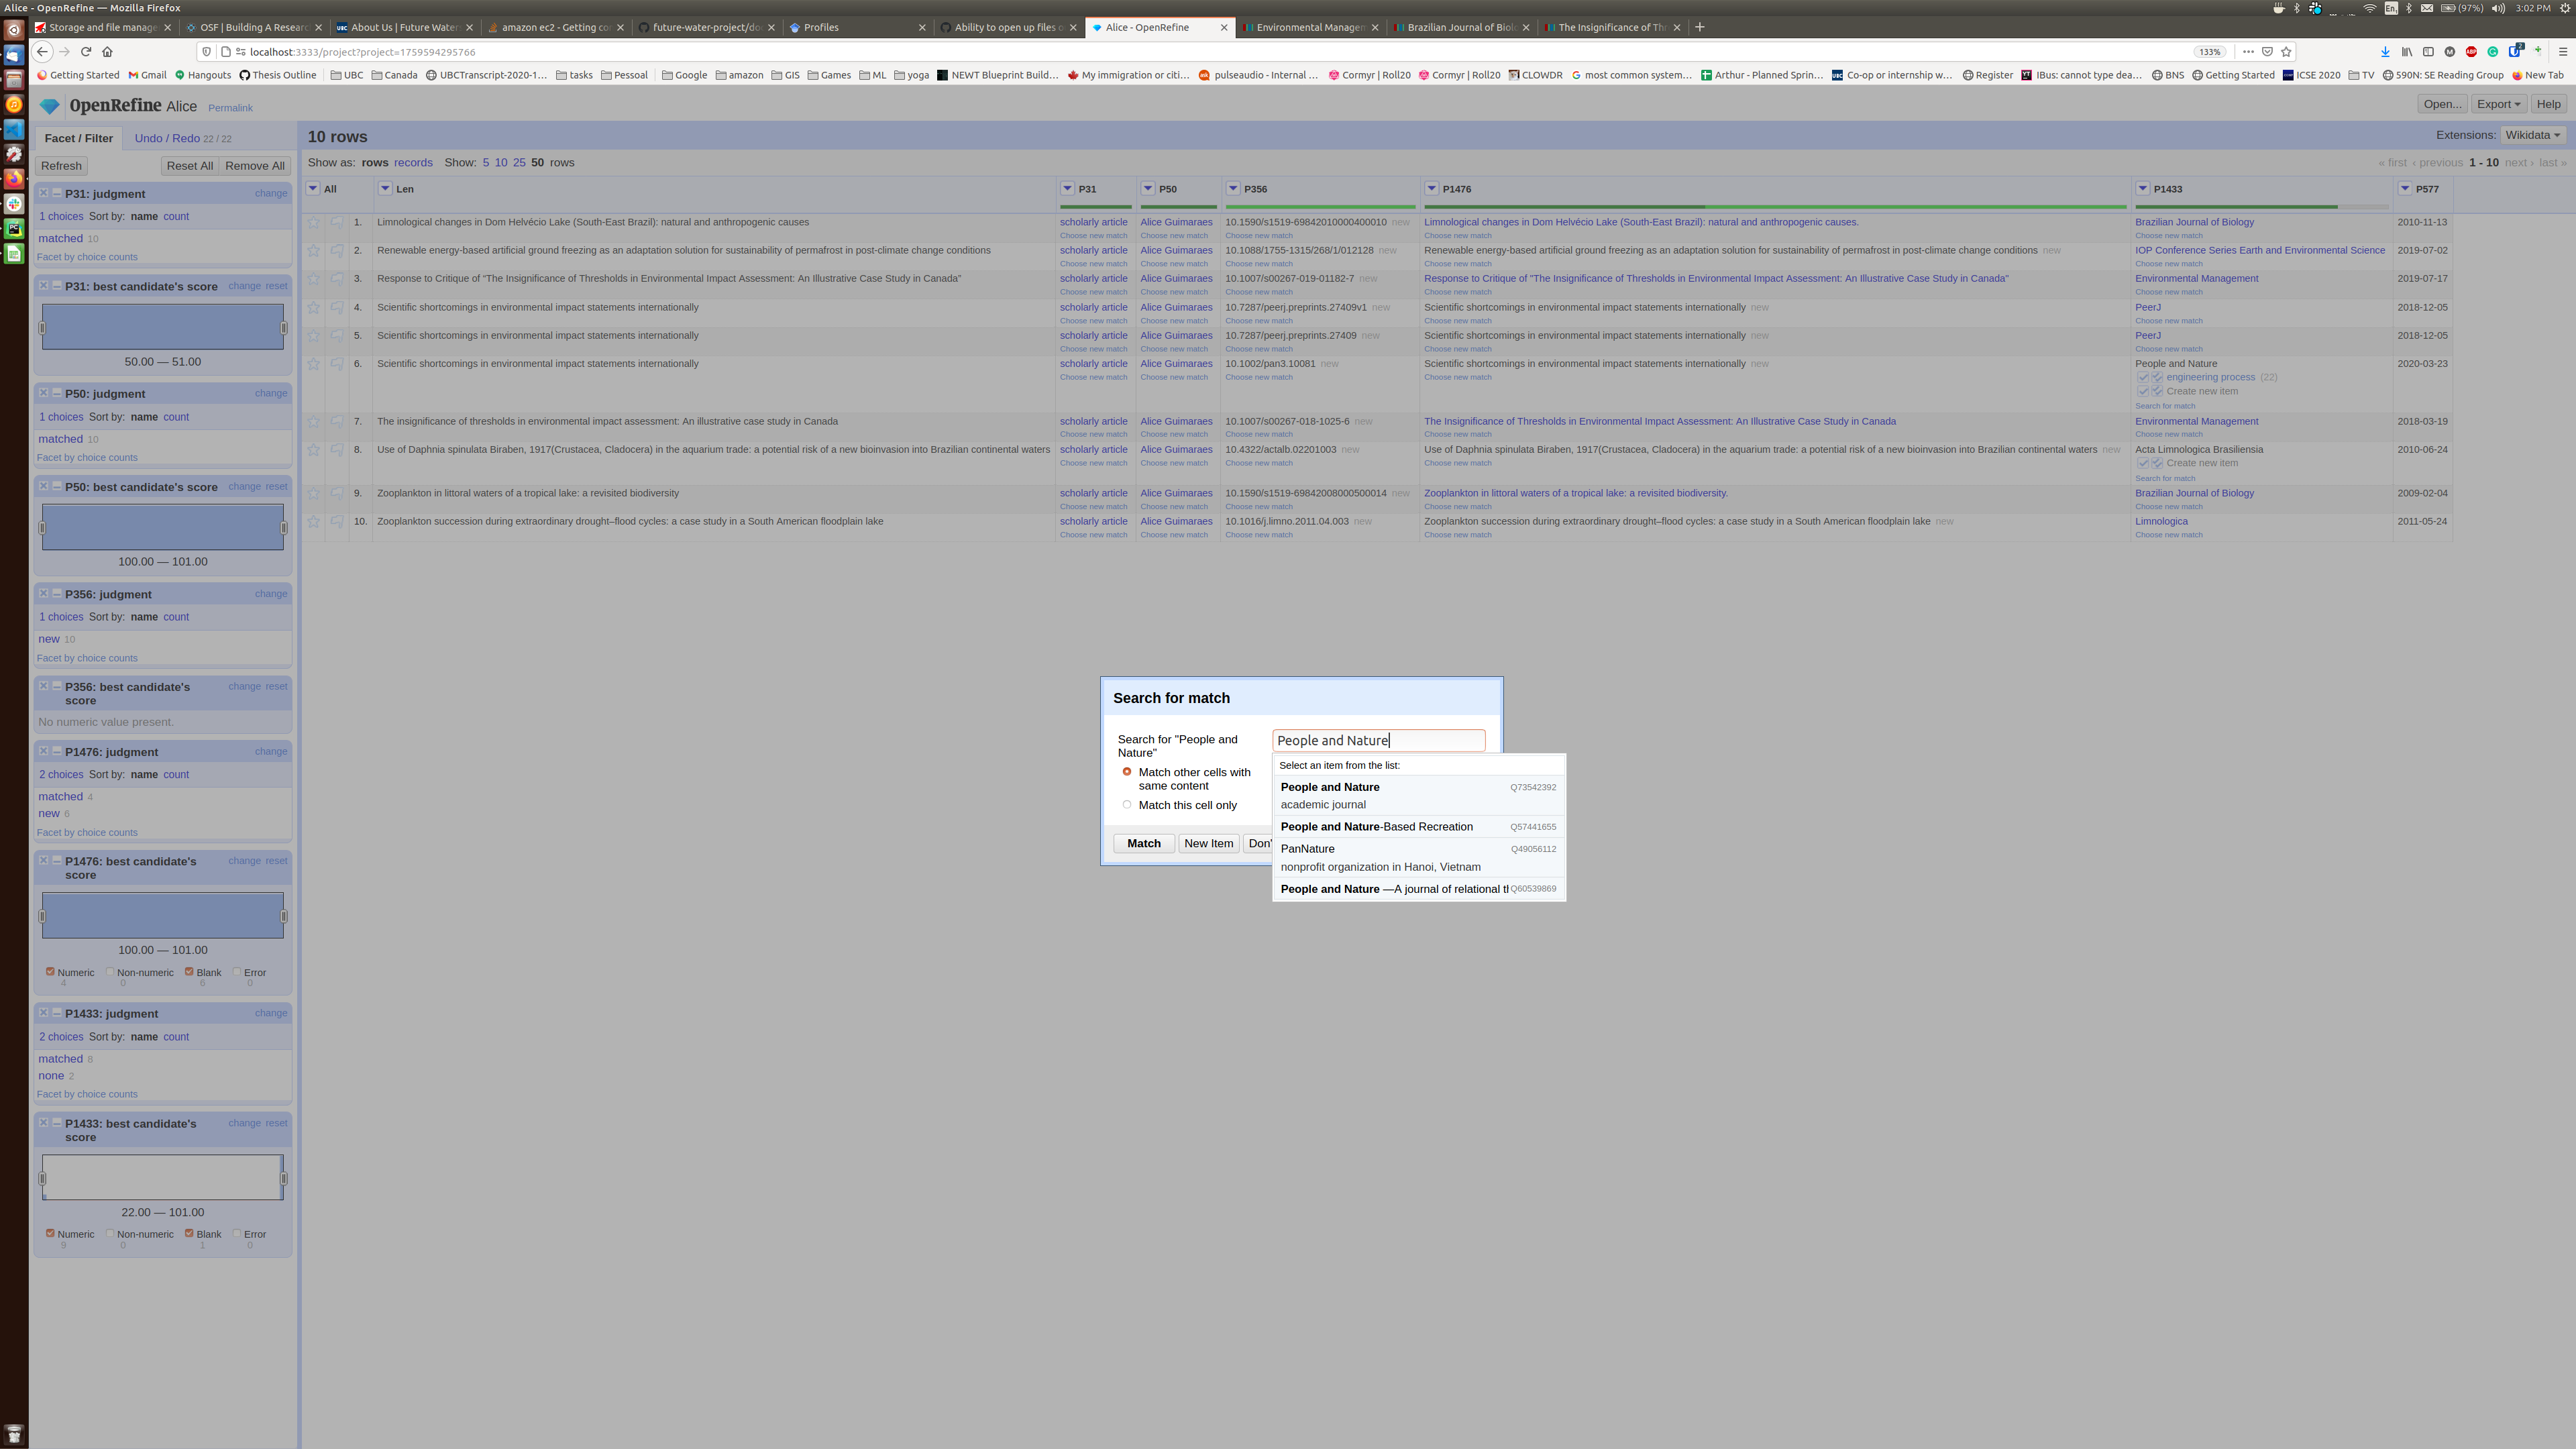 Alice - OpenRefine — Mozilla Firefox
(97%) 3:02 PM
Storage and file manage
OSF | Building A Researc
About Us | Future Water
amazon ec2 - Getting co
future-water-project/do
Profiles
Ability to open up files o
Alice - OpenRefine
Environmental Managem
Brazilian Journal of Biol
The Insignificance of Th
localhost:3333/project?project=1759594295766
133%
Getting Started Gmail Hangouts Thesis Outline UBC Canada UBCTranscript-2020-1… tasks Pessoal Google amazon GIS Games ML yoga NEWT Blueprint Build… My immigration or citi… pulseaudio - Internal … Cormyr | Roll20 Cormyr | Roll20 CLOWDR most common system… Arthur - Planned Sprin… Co-op or internship w… Register IBus: cannot type dea… BNS Getting Started ICSE 2020 TV 590N: SE Reading Group New Tab
OpenRefine Alice Permalink
Open... Export Help
Facet / Filter Undo / Redo 22 / 22
Refresh Reset All Remove All
P31: judgment change
1 choices Sort by: name count
matched 10
Facet by choice counts
P31: best candidate's score change reset
50.00 — 51.00
P50: judgment change
1 choices Sort by: name count
matched 10
Facet by choice counts
P50: best candidate's score change reset
100.00 — 101.00
P356: judgment change
1 choices Sort by: name count
new 10
Facet by choice counts
P356: best candidate's score change reset
No numeric value present.
P1476: judgment change
2 choices Sort by: name count
matched 4
new 6
Facet by choice counts
P1476: best candidate's score change reset
100.00 — 101.00
Numeric 4 Non-numeric 0 Blank 6 Error 0
P1433: judgment change
2 choices Sort by: name count
matched 8
none 2
Facet by choice counts
P1433: best candidate's score change reset
22.00 — 101.00
Numeric 9 Non-numeric 0 Blank 1 Error 0
10 rows
Extensions: Wikidata
Show as: rows records Show: 5 10 25 50 rows
« first ‹ previous 1 - 10 next › last »
All Len P31 P50 P356 P1476 P1433 P577
1. Limnological changes in Dom Helvécio Lake (South-East Brazil): natural and anthropogenic causes scholarly article Alice Guimaraes 10.1590/s1519-69842010000400010 new Limnological changes in Dom Helvécio Lake (South-East Brazil): natural and anthropogenic causes. Brazilian Journal of Biology 2010-11-13
Choose new match Choose new match Choose new match Choose new match Choose new match
2. Renewable energy-based artificial ground freezing as an adaptation solution for sustainability of permafrost in post-climate change conditions scholarly article Alice Guimaraes 10.1088/1755-1315/268/1/012128 new Renewable energy-based artificial ground freezing as an adaptation solution for sustainability of permafrost in post-climate change conditions new IOP Conference Series Earth and Environmental Science 2019-07-02
Choose new match Choose new match Choose new match Choose new match Choose new match
3. Response to Critique of “The Insignificance of Thresholds in Environmental Impact Assessment: An Illustrative Case Study in Canada” scholarly article Alice Guimaraes 10.1007/s00267-019-01182-7 new Response to Critique of "The Insignificance of Thresholds in Environmental Impact Assessment: An Illustrative Case Study in Canada" Environmental Management 2019-07-17
Choose new match Choose new match Choose new match Choose new match Choose new match
4. Scientific shortcomings in environmental impact statements internationally scholarly article Alice Guimaraes 10.7287/peerj.preprints.27409v1 new Scientific shortcomings in environmental impact statements internationally new PeerJ 2018-12-05
Choose new match Choose new match Choose new match Choose new match Choose new match
5. Scientific shortcomings in environmental impact statements internationally scholarly article Alice Guimaraes 10.7287/peerj.preprints.27409 new Scientific shortcomings in environmental impact statements internationally new PeerJ 2018-12-05
Choose new match Choose new match Choose new match Choose new match Choose new match
6. Scientific shortcomings in environmental impact statements internationally scholarly article Alice Guimaraes 10.1002/pan3.10081 new Scientific shortcomings in environmental impact statements internationally new People and Nature 2020-03-23
Choose new match Choose new match Choose new match Choose new match engineering process (22)
Create new item
Search for match
7. The insignificance of thresholds in environmental impact assessment: An illustrative case study in Canada scholarly article Alice Guimaraes 10.1007/s00267-018-1025-6 new The Insignificance of Thresholds in Environmental Impact Assessment: An Illustrative Case Study in Canada Environmental Management 2018-03-19
Choose new match Choose new match Choose new match Choose new match Choose new match
8. Use of Daphnia spinulata Biraben, 1917(Crustacea, Cladocera) in the aquarium trade: a potential risk of a new bioinvasion into Brazilian continental waters scholarly article Alice Guimaraes 10.4322/actalb.02201003 new Use of Daphnia spinulata Biraben, 1917(Crustacea, Cladocera) in the aquarium trade: a potential risk of a new bioinvasion into Brazilian continental waters new Acta Limnologica Brasiliensia 2010-06-24
Choose new match Choose new match Choose new match Choose new match Create new item
Search for match
9. Zooplankton in littoral waters of a tropical lake: a revisited biodiversity scholarly article Alice Guimaraes 10.1590/s1519-69842008000500014 new Zooplankton in littoral waters of a tropical lake: a revisited biodiversity. Brazilian Journal of Biology 2009-02-04
Choose new match Choose new match Choose new match Choose new match Choose new match
10. Zooplankton succession during extraordinary drought–flood cycles: a case study in a South American floodplain lake scholarly article Alice Guimaraes 10.1016/j.limno.2011.04.003 new Zooplankton succession during extraordinary drought–flood cycles: a case study in a South American floodplain lake new Limnologica 2011-05-24
Choose new match Choose new match Choose new match Choose new match Choose new match
Search for match
Search for "People and Nature"
People and Nature
Match other cells with same content
Match this cell only
Match New Item Don'
Select an item from the list:
People and Nature Q73542392
academic journal
People and Nature-Based Recreation Q57441655
PanNature Q49056112
nonprofit organization in Hanoi, Vietnam
People and Nature —A journal of relational tl Q60539869